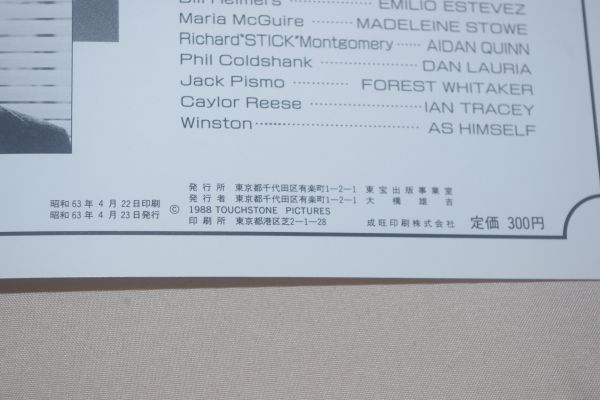 Bill Reimers ············ EMILIO ESTEVEZ
Maria McGuire ······ MADELEINE STOWE
Richard"STICK"Montgomery ······ AIDAN QUINN
Phil Coldshank ················ DAN LAURIA
Jack Pismo ············ FOREST WHITAKER
Caylor Reese ················ IAN TRACEY
Winston ························ AS HIMSELF
昭和63年 4月22日印刷
昭和63年 4月23日発行
©
発行所 東京都千代田区有楽町1-2-1 東宝出版事業室
発行者 東京都千代田区有楽町1-2-1 大橋雄吉
1988 TOUCHSTONE PICTURES
印刷所 東京都港区芝2-1-28 成旺印刷株式会社
定価 300円